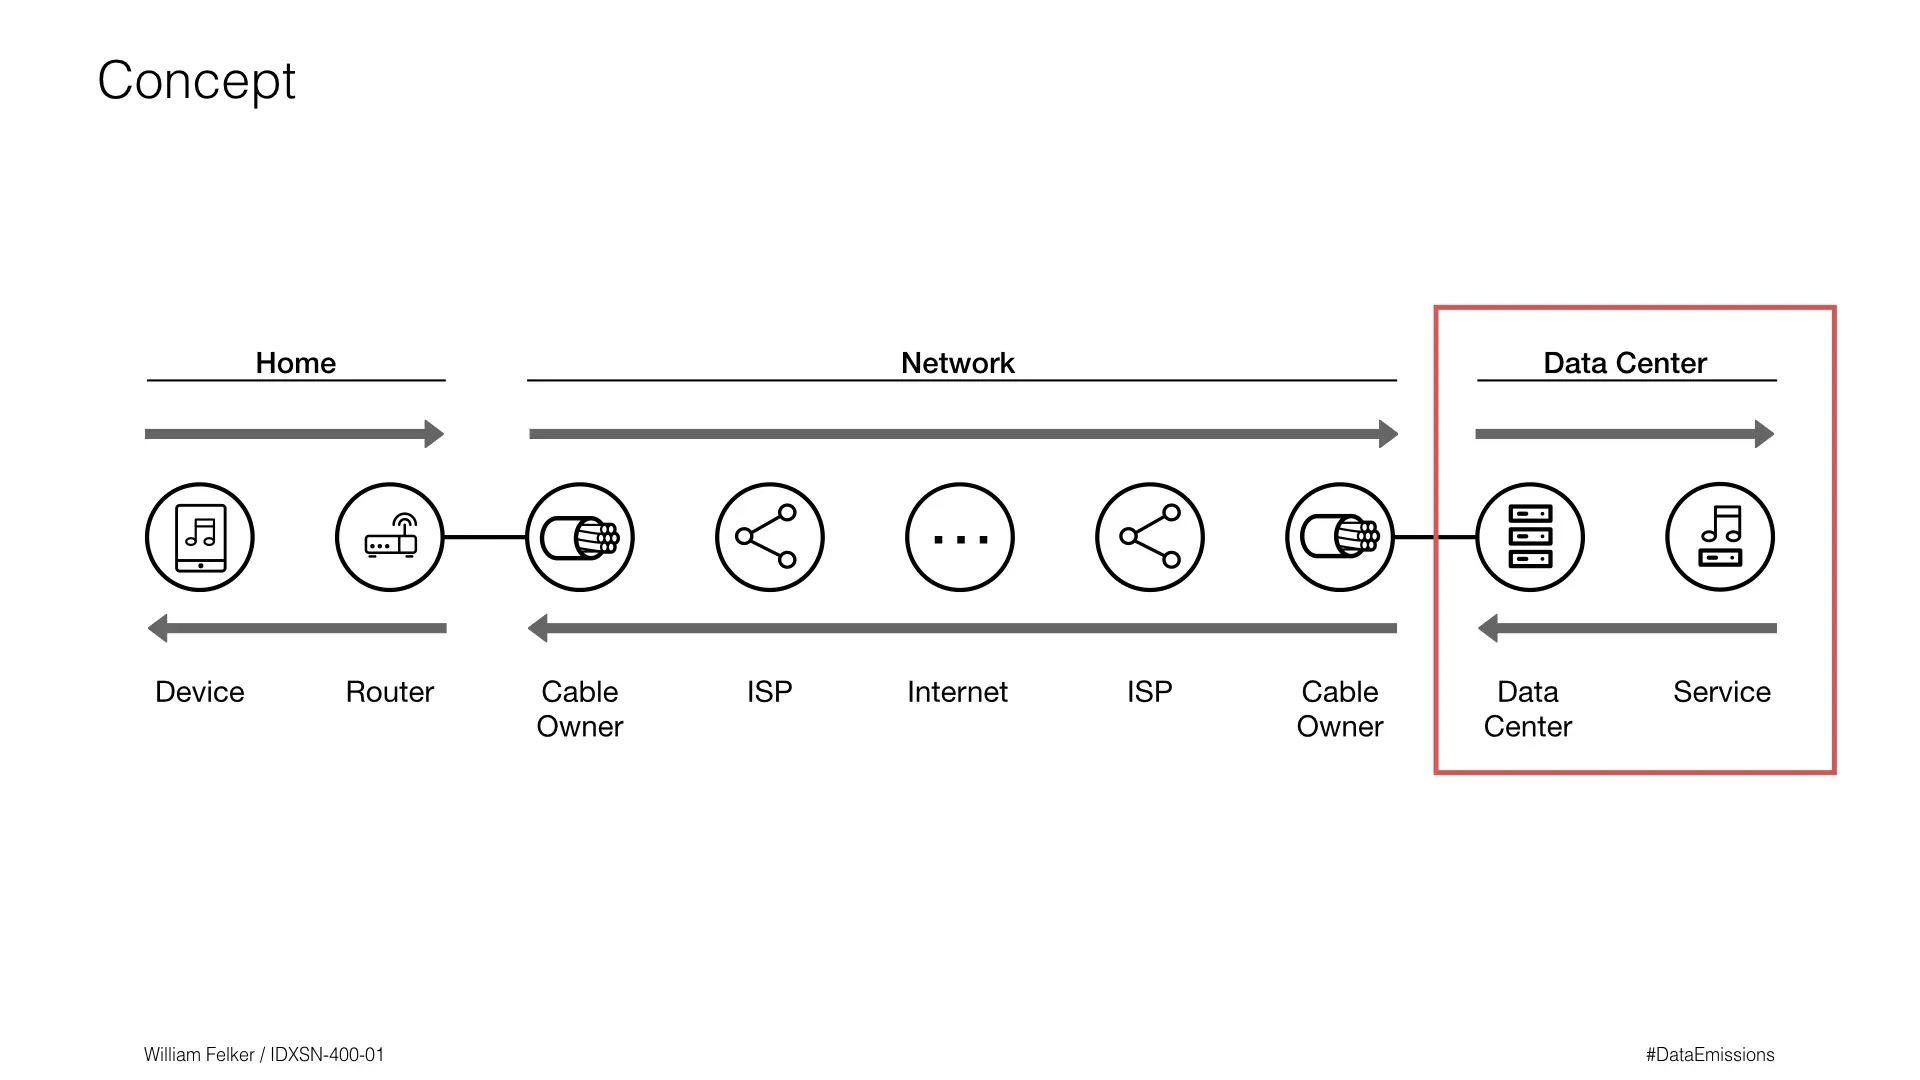 Concept
Home
Network
Data Center
Device
Router
Cable
Owner
ISP
Internet
ISP
Cable
Owner
Data
Center
Service
William Felker / IDXSN-400-01
#DataEmissions